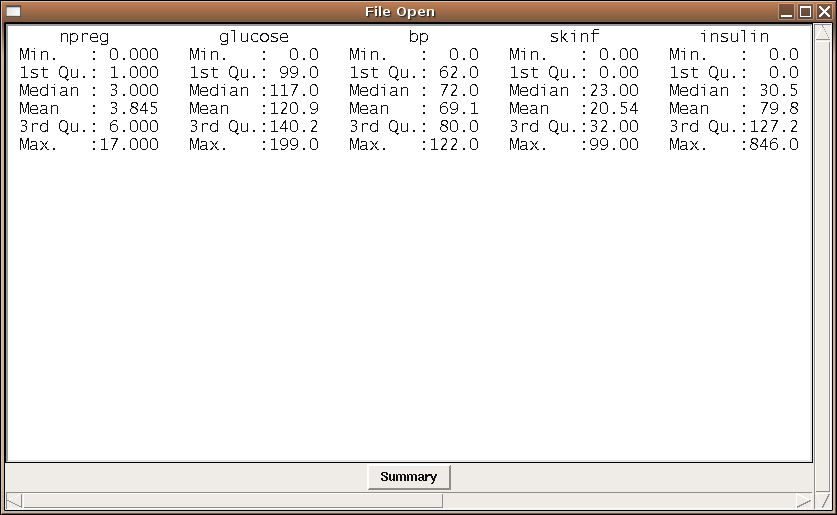 File Open
     npreg           glucose            bp            skinf          insulin
 Min.   : 0.000   Min.   :  0.0   Min.   :  0.0   Min.   : 0.00   Min.   :  0.0
 1st Qu.: 1.000   1st Qu.: 99.0   1st Qu.: 62.0   1st Qu.: 0.00   1st Qu.:  0.0
 Median : 3.000   Median :117.0   Median : 72.0   Median :23.00   Median : 30.5
 Mean   : 3.845   Mean   :120.9   Mean   : 69.1   Mean   :20.54   Mean   : 79.8
 3rd Qu.: 6.000   3rd Qu.:140.2   3rd Qu.: 80.0   3rd Qu.:32.00   3rd Qu.:127.2
 Max.   :17.000   Max.   :199.0   Max.   :122.0   Max.   :99.00   Max.   :846.0
Summary